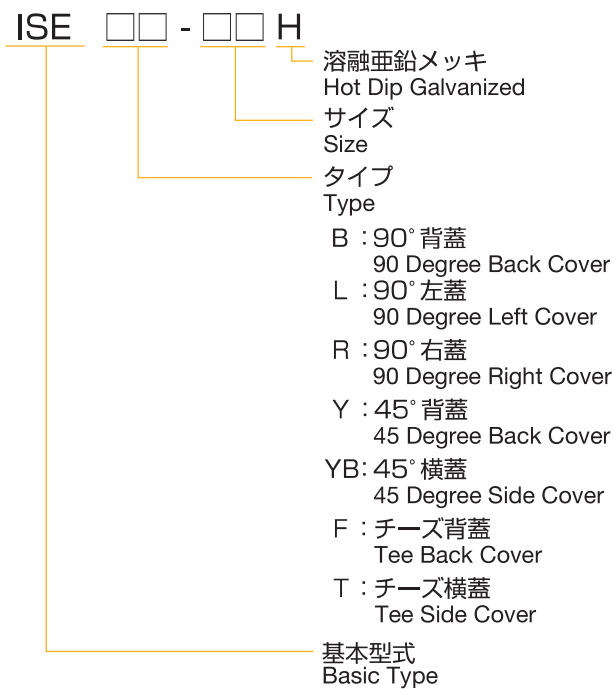 ISE □□-□□H
溶融亜鉛メッキ
Hot Dip Galvanized
サイズ
Size
タイプ
Type
B:90°背蓋
90 Degree Back Cover
L:90°左蓋
90 Degree Left Cover
R:90°右蓋
90 Degree Right Cover
Y:45°背蓋
45 Degree Back Cover
YB:45°横蓋
45 Degree Side Cover
F:チーズ背蓋
Tee Back Cover
T:チーズ横蓋
Tee Side Cover
基本型式
Basic Type